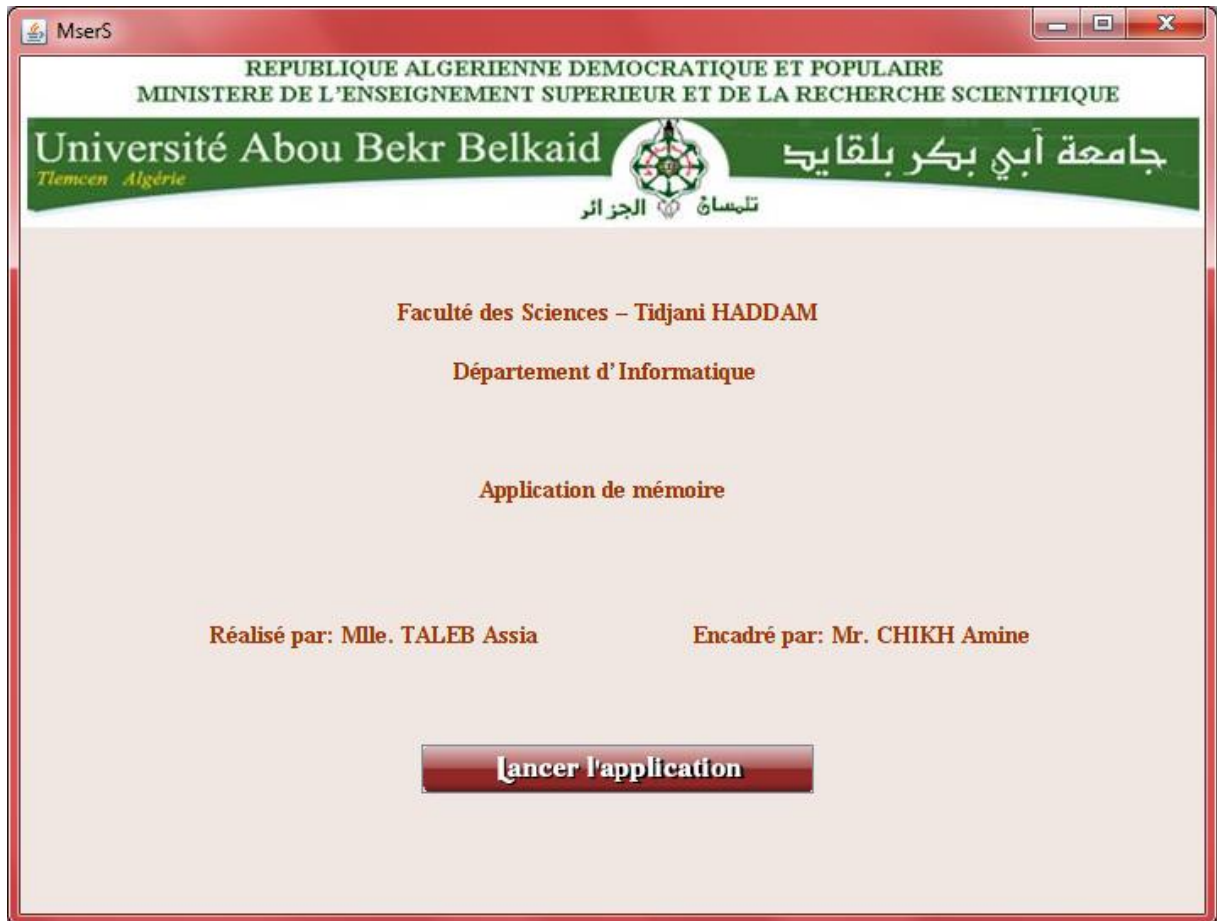 MserS
REPUBLIQUE ALGERIENNE DEMOCRATIQUE ET POPULAIRE
MINISTERE DE L'ENSEIGNEMENT SUPERIEUR ET DE LA RECHERCHE SCIENTIFIQUE
Université Abou Bekr Belkaid جامعة أبي بكر بلقايد
Tlemcen Algérie
تلمسان الجزائر
Faculté des Sciences – Tidjani HADDAM
Département d'Informatique
Application de mémoire
Réalisé par: Mlle. TALEB Assia Encadré par: Mr. CHIKH Amine
Lancer l'application